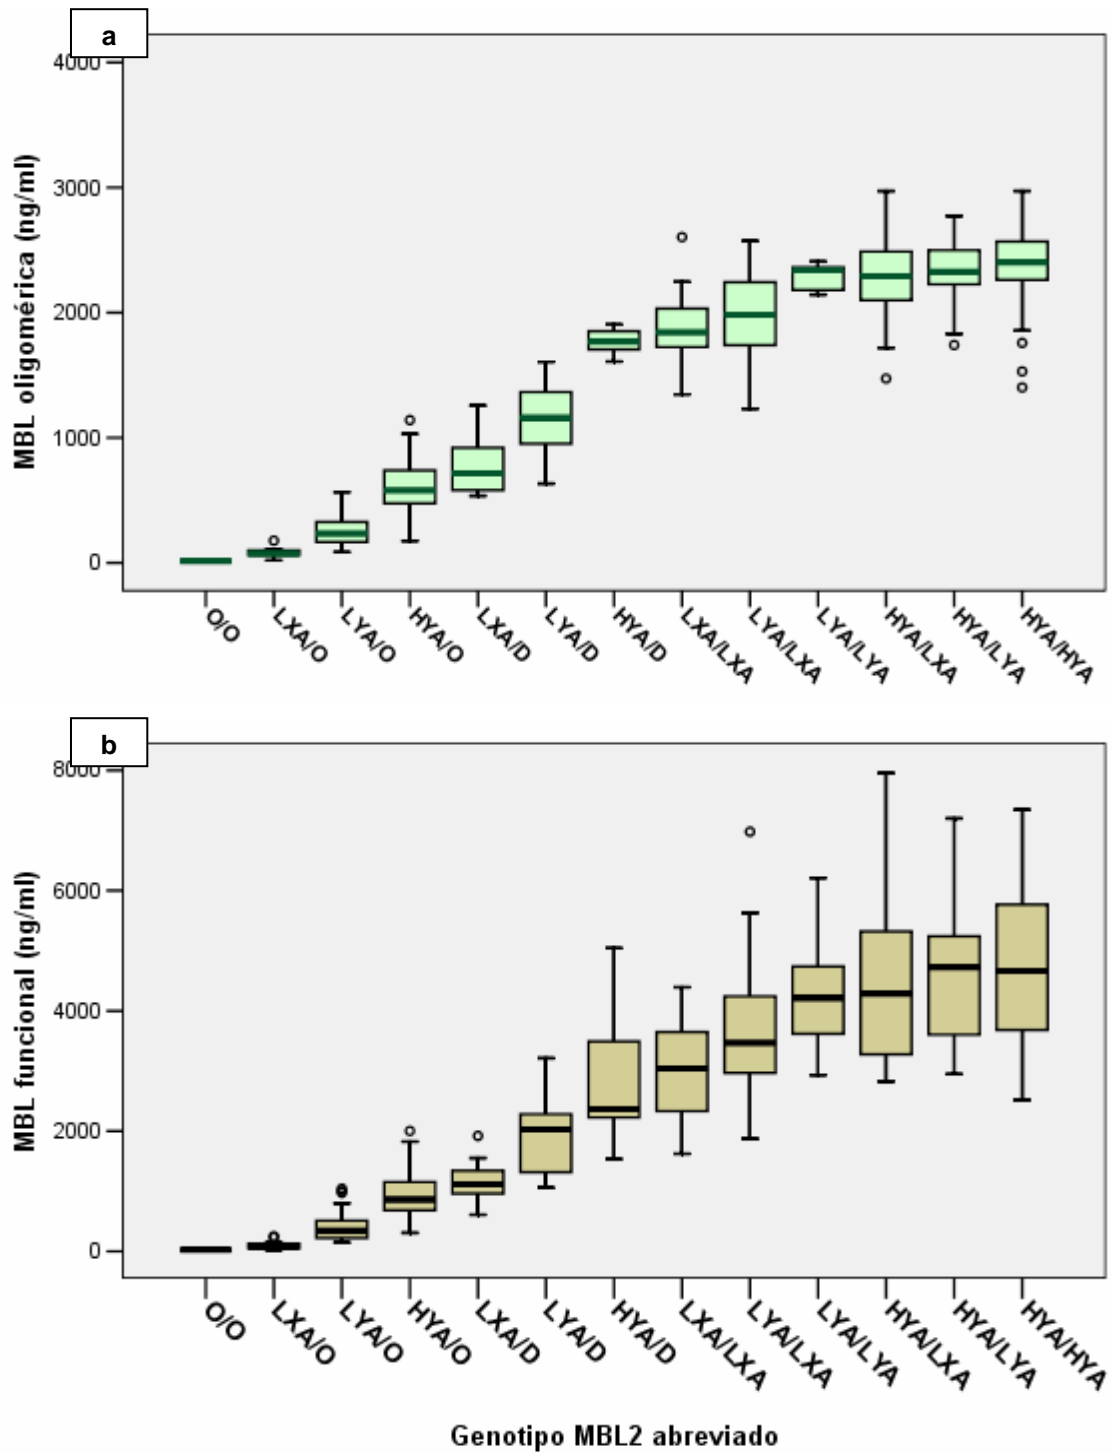 a
4000
MBL oligomérica (ng/ml)
3000
2000
1000
0
O/O
LXA/O
LYA/O
HYA/O
LXA/D
LYA/D
HYA/D
LXA/LXA
LYA/LXA
LYA/LYA
HYA/LXA
HYA/LYA
HYA/HYA
b
8000
MBL funcional (ng/ml)
6000
4000
2000
0
O/O
LXA/O
LYA/O
HYA/O
LXA/D
LYA/D
HYA/D
LXA/LXA
LYA/LXA
LYA/LYA
HYA/LXA
HYA/LYA
HYA/HYA
Genotipo MBL2 abreviado